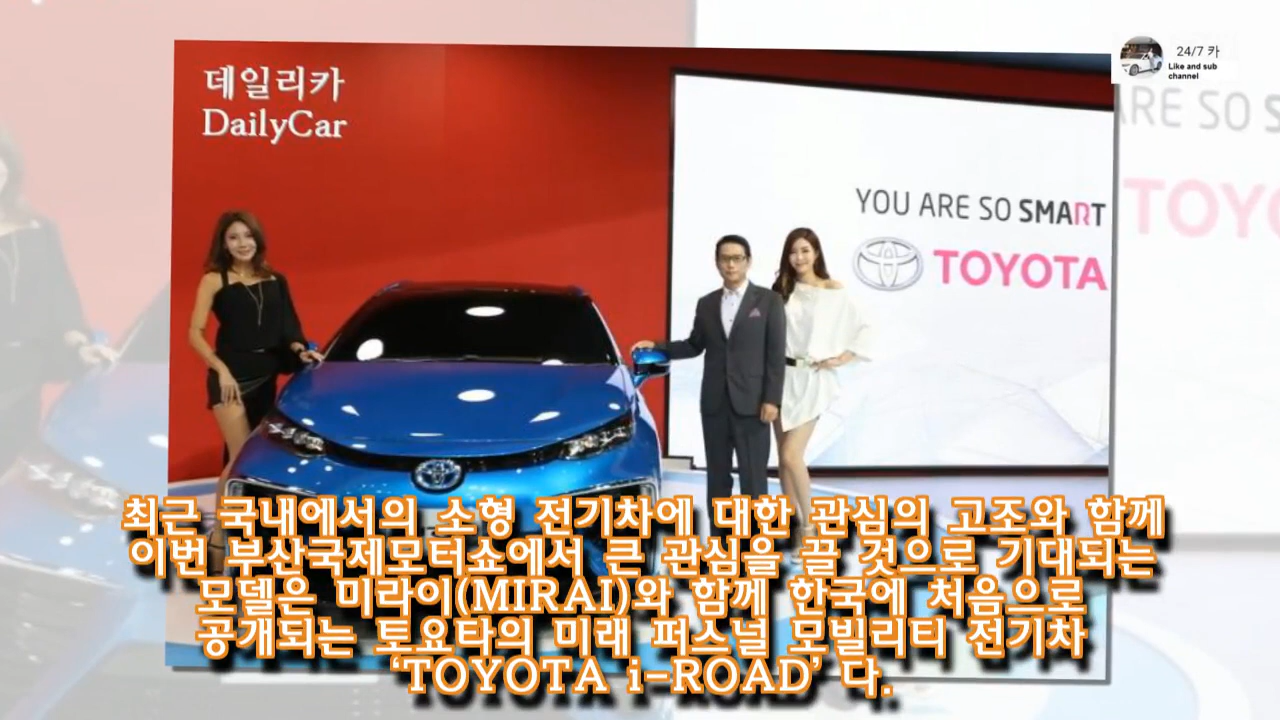 24/7 카
Like and sub
channel
데일리카
DailyCar
ARE SO S
YOU ARE SO SMART
TOYOTA
TOYO
최근 국내에서의 소형 전기차에 대한 관심의 고조와 함께
이번 부산국제모터쇼에서 큰 관심을 끌 것으로 기대되는
모델은 미라이(MIRAI)와 함께 한국에 처음으로
공개되는 토요타의 미래 퍼스널 모빌리티 전기차
‘TOYOTA i-ROAD’ 다.